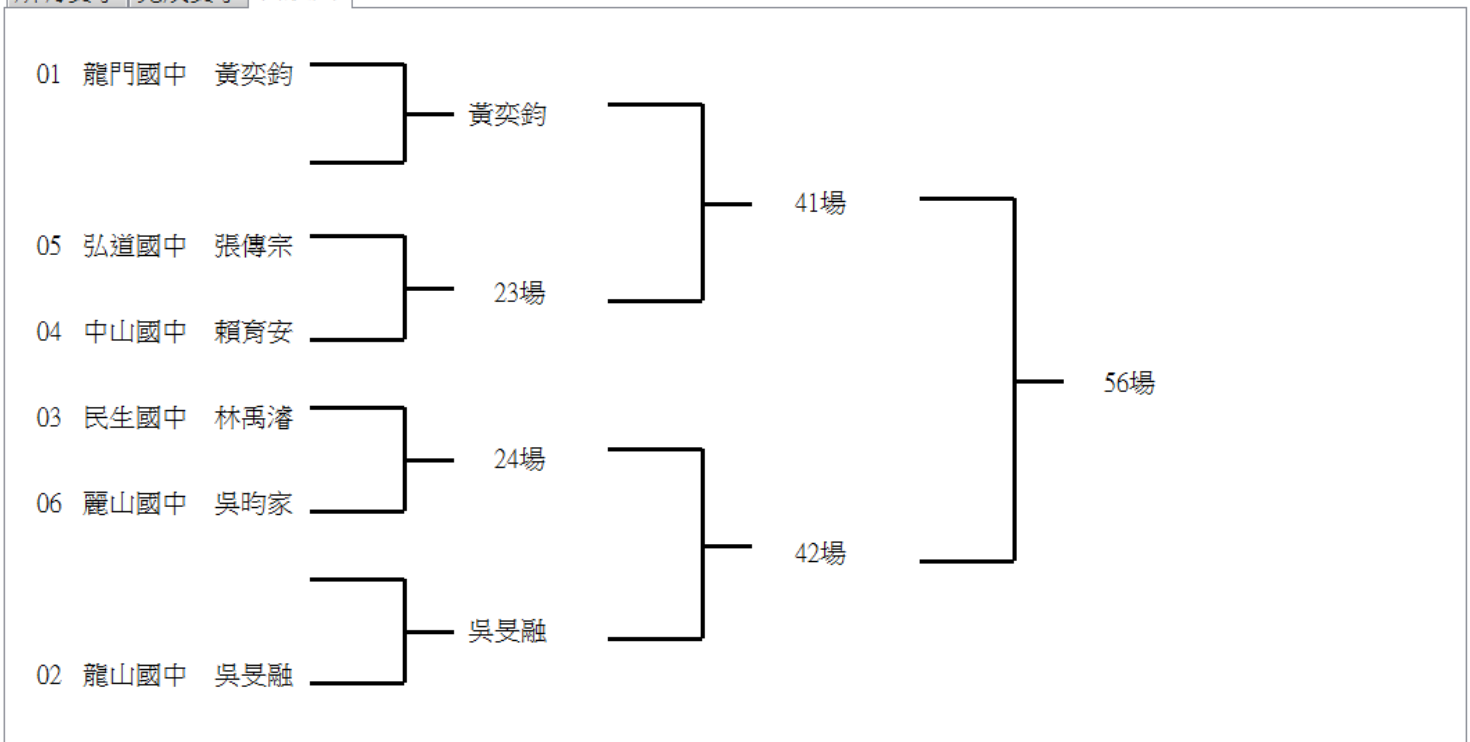 01 龍門國中 黃奕鈞
黃奕鈞
41場
05 弘道國中 張傳宗
23場
04 中山國中 賴育安
56場
03 民生國中 林禹濬
24場
06 麗山國中 吳昀家
42場
吳旻融
02 龍山國中 吳旻融